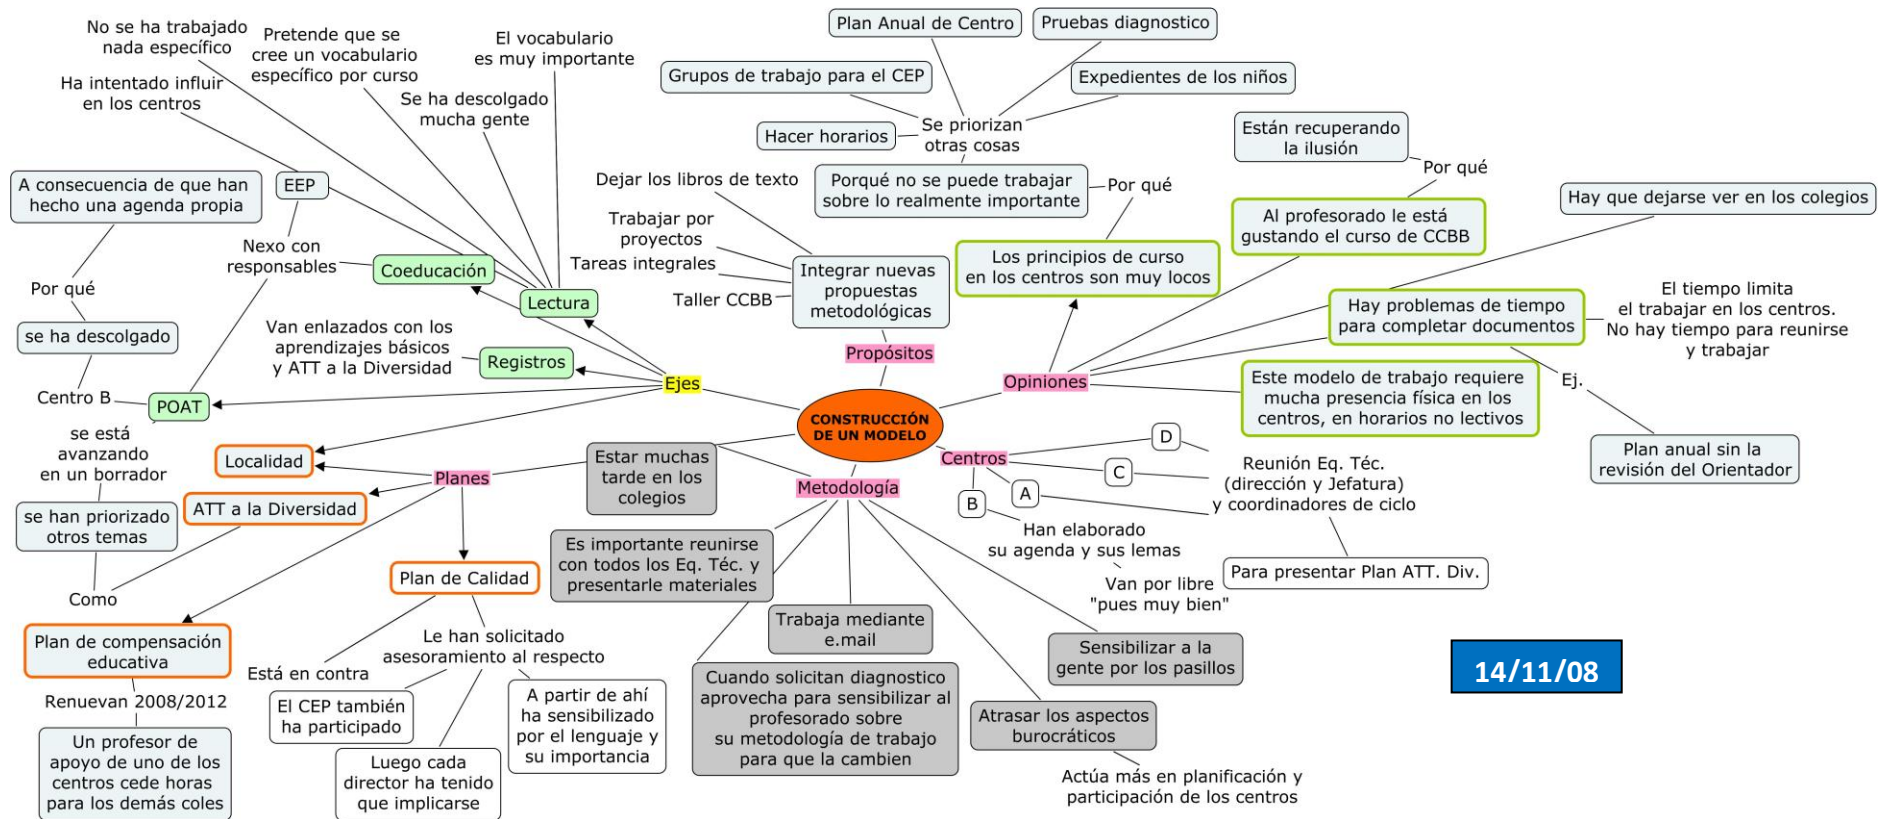 No se ha trabajado
nada específico
Pretende que se
cree un vocabulario
específico por curso
El vocabulario
es muy importante
Ha intentado influir
en los centros
Se ha descolgado
mucha gente
A consecuencia de que han
hecho una agenda propia
EEP
Nexo con
responsables
Coeducación
Lectura
Por qué
se ha descolgado
Van enlazados con los
aprendizajes básicos
y ATT a la Diversidad
Registros
Ejes
Centro B
POAT
se está
avanzando
en un borrador
se han priorizado
otros temas
Como
Localidad
ATT a la Diversidad
Planes
Plan de compensación
educativa
Renuevan 2008/2012
Un profesor de
apoyo de uno de los
centros cede horas
para los demás coles
Plan de Calidad
Está en contra
Le han solicitado
asesoramiento al respecto
El CEP también
ha participado
Luego cada
director ha tenido
que implicarse
A partir de ahí
ha sensibilizado
por el lenguaje y
su importancia
Plan Anual de Centro
Pruebas diagnostico
Grupos de trabajo para el CEP
Expedientes de los niños
Hacer horarios
Se priorizan
otras cosas
Porqué no se puede trabajar
sobre lo realmente importante
Por qué
Los principios de curso
en los centros son muy locos
Dejar los libros de texto
Trabajar por
proyectos
Tareas integrales
Taller CCBB
Integrar nuevas
propuestas
metodológicas
Propósitos
CONSTRUCCIÓN
DE UN MODELO
Opiniones
Están recuperando
la ilusión
Por qué
Al profesorado le está
gustando el curso de CCBB
Hay que dejarse ver en los colegios
Hay problemas de tiempo
para completar documentos
El tiempo limita
el trabajar en los centros.
No hay tiempo para reunirse
y trabajar
Ej.
Plan anual sin la
revisión del Orientador
Este modelo de trabajo requiere
mucha presencia física en los
centros, en horarios no lectivos
Centros
D
C
A
B
Reunión Eq. Téc.
(dirección y Jefatura)
y coordinadores de ciclo
Para presentar Plan ATT. Div.
Han elaborado
su agenda y sus lemas
Van por libre
"pues muy bien"
Metodología
Estar muchas
tarde en los
colegios
Es importante reunirse
con todos los Eq. Téc. y
presentarle materiales
Trabaja mediante
e.mail
Cuando solicitan diagnostico
aprovecha para sensibilizar al
profesorado sobre
su metodología de trabajo
para que la cambien
Sensibilizar a la
gente por los pasillos
Atrasar los aspectos
burocráticos
Actúa más en planificación y
participación de los centros
14/11/08